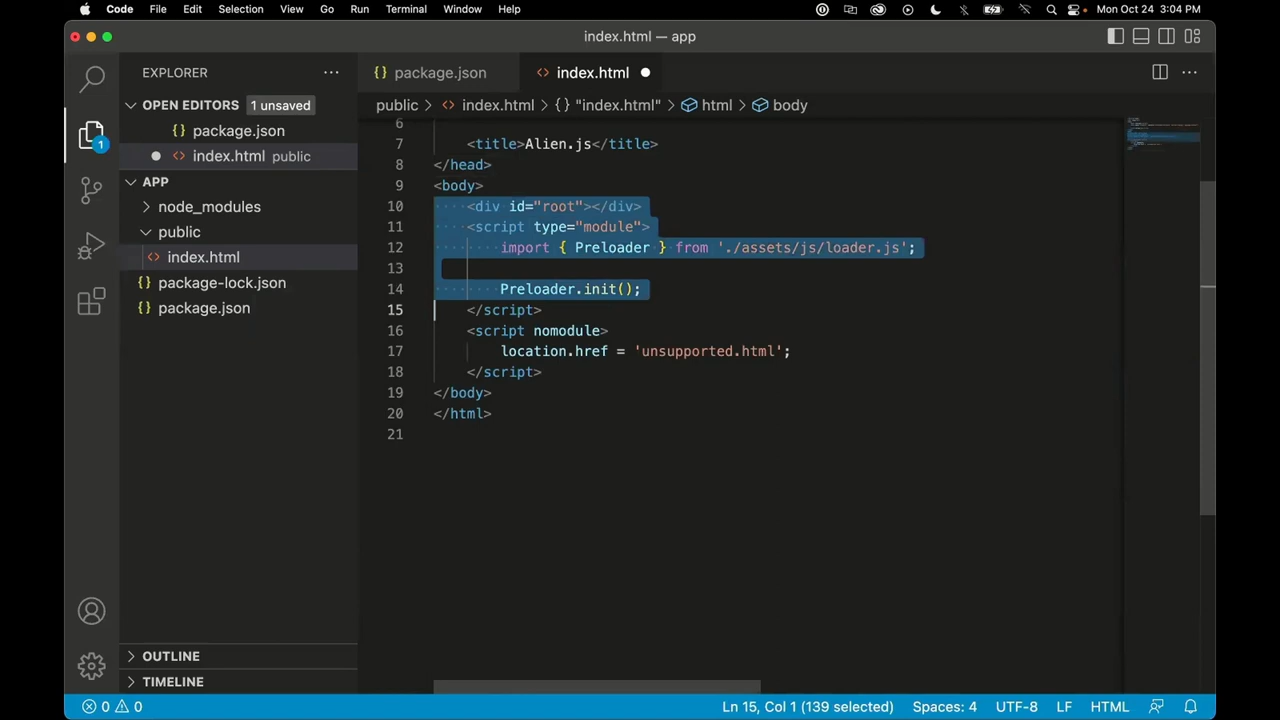 Code File Edit Selection View Go Run Terminal Window Help Mon Oct 24 3:04 PM
index.html — app
EXPLORER
package.json
index.html
OPEN EDITORS 1 unsaved
public > index.html > {} "index.html" > html > body
package.json
index.html public
APP
node_modules
public
index.html
package-lock.json
package.json
OUTLINE
TIMELINE
1
6
7 <title>Alien.js</title>
8 </head>
9 <body>
10 <div id="root"></div>
11 <script type="module">
12 import { Preloader } from './assets/js/loader.js';
13
14 Preloader.init();
15 </script>
16 <script nomodule>
17 location.href = 'unsupported.html';
18 </script>
19 </body>
20 </html>
21
0 0 Ln 15, Col 1 (139 selected) Spaces: 4 UTF-8 LF HTML